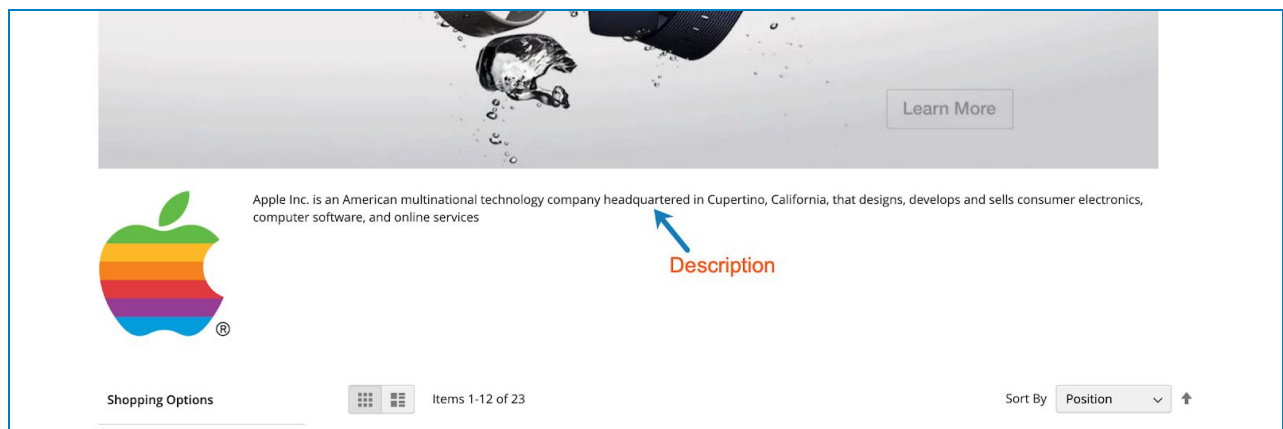 Learn More
Apple Inc. is an American multinational technology company headquartered in Cupertino, California, that designs, develops and sells consumer electronics,
computer software, and online services
Description
®
Shopping Options
Items 1-12 of 23
Sort By Position